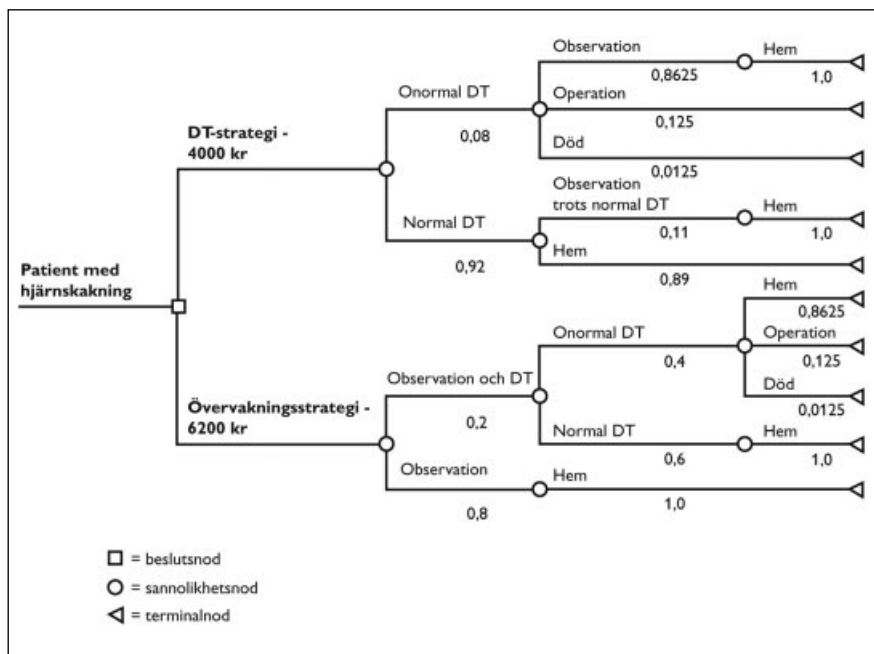 Observation
Hem
0,8625
1,0
Onormal DT
Operation
0,08
0,125
DT-strategi -
4000 kr
Död
0,0125
Observation
trots normal DT
Hem
0,11
1,0
Normal DT
Hem
0,92
0,89
Patient med
hjärnskakning
Hem
0,8625
Onormal DT
Operation
0,4
0,125
Observation och DT
Död
0,0125
Övervakningsstrategi -
6200 kr
0,2
Normal DT
Hem
0,6
1,0
Observation
Hem
0,8
1,0
= beslutsnod
= sannolikhetsnod
= terminalnod